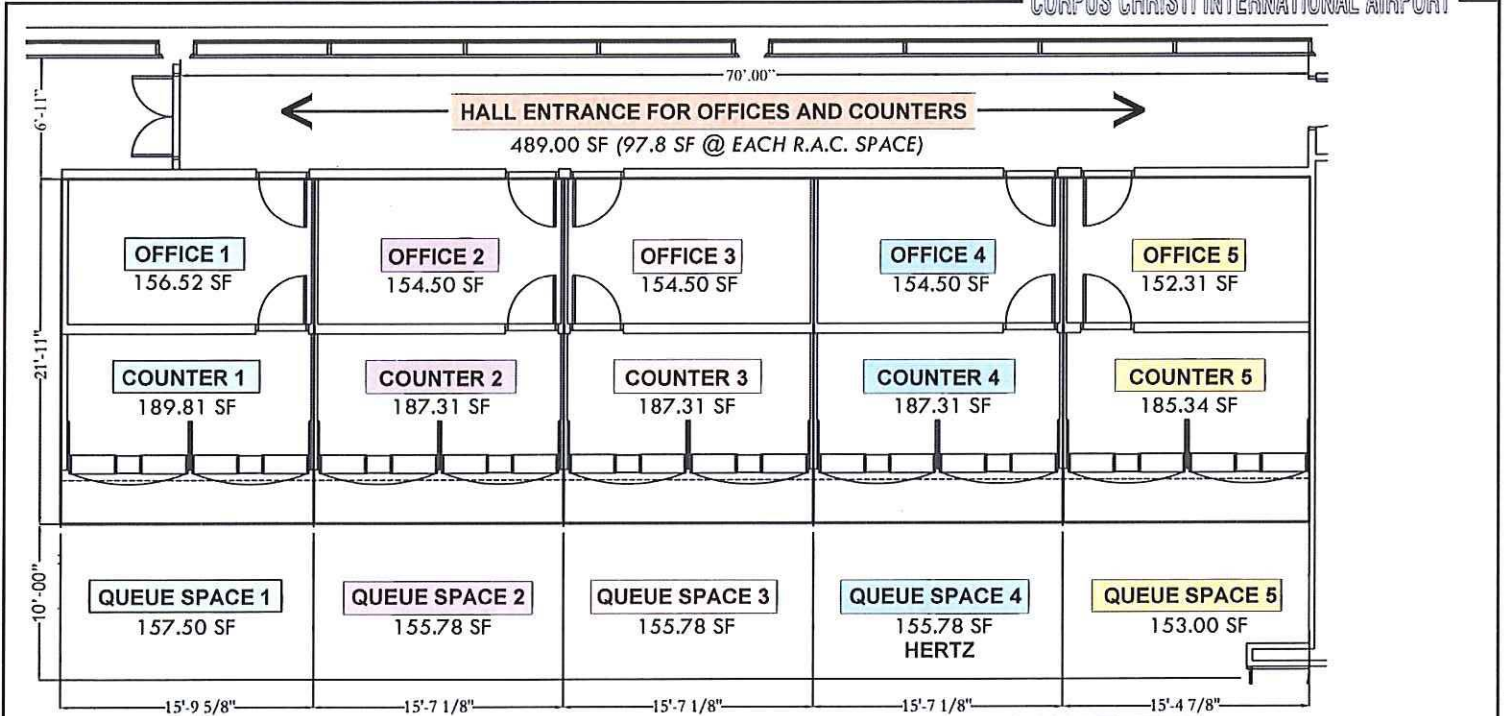 CORPUS CHRISTI INTERNATIONAL AIRPORT
70'.00"
6'-11"
HALL ENTRANCE FOR OFFICES AND COUNTERS
489.00 SF (97.8 SF @ EACH R.A.C. SPACE)
OFFICE 1
156.52 SF
OFFICE 2
154.50 SF
OFFICE 3
154.50 SF
OFFICE 4
154.50 SF
OFFICE 5
152.31 SF
21'-11"
COUNTER 1
189.81 SF
COUNTER 2
187.31 SF
COUNTER 3
187.31 SF
COUNTER 4
187.31 SF
COUNTER 5
185.34 SF
10'-00"
QUEUE SPACE 1
157.50 SF
QUEUE SPACE 2
155.78 SF
QUEUE SPACE 3
155.78 SF
QUEUE SPACE 4
155.78 SF
HERTZ
QUEUE SPACE 5
153.00 SF
15'-9 5/8"
15'-7 1/8"
15'-7 1/8"
15'-7 1/8"
15'-4 7/8"